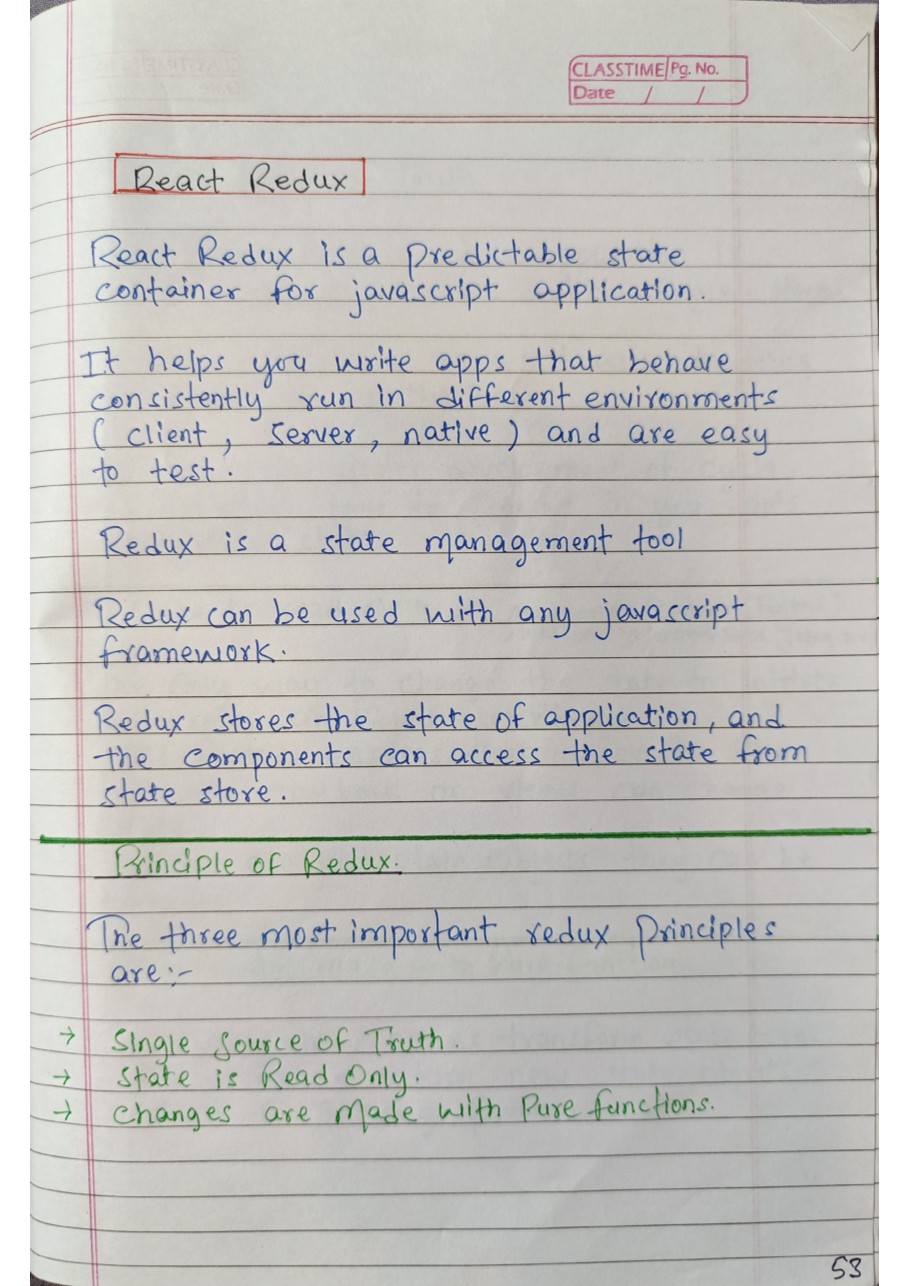 CLASSTIME Pg. No.
Date / /
React Redux
React Redux is a predictable state
container for javascript application.
It helps you write apps that behave
consistently run in different environments
( client, Server, native ) and are easy
to test.
Redux is a state management tool
Redux can be used with any javascript
framework.
Redux stores the state of application, and
the components can access the state from
state store.
Principle of Redux.
The three most important redux principles
are:-
→ Single Source of Truth.
→ State is Read Only.
→ Changes are Made with Pure functions.
53